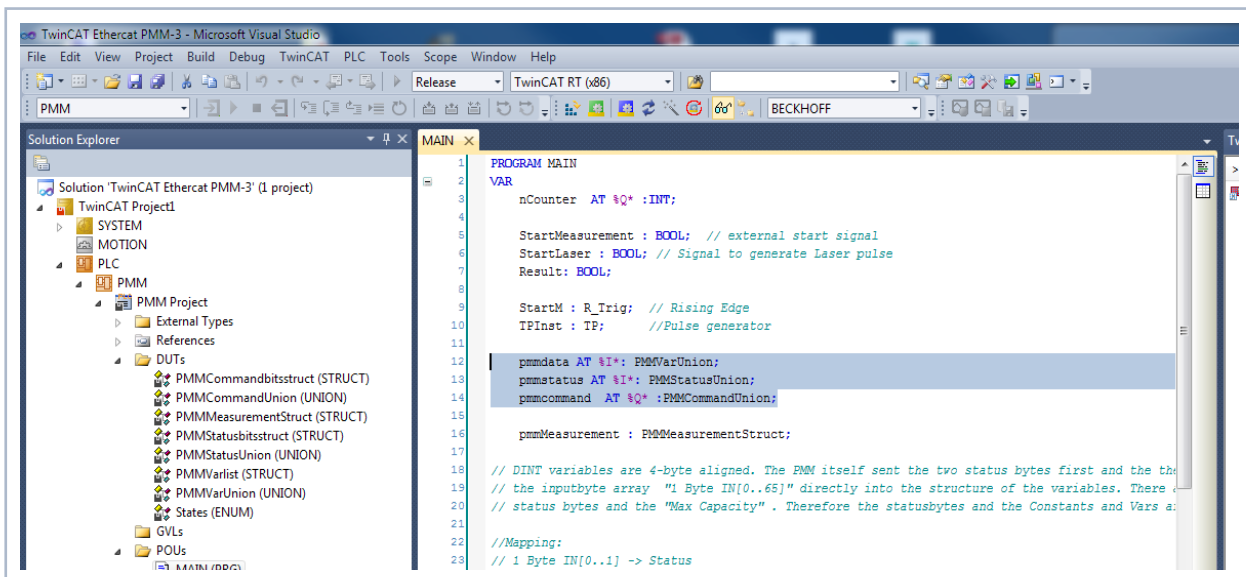 TwinCAT Ethercat PMM-3 - Microsoft Visual Studio
File Edit View Project Build Debug TwinCAT PLC Tools Scope Window Help
Release TwinCAT RT (x86)
PMM BECKHOFF
Solution Explorer
Solution 'TwinCAT Ethercat PMM-3' (1 project)
TwinCAT Project1
SYSTEM
MOTION
PLC
PMM
PMM Project
External Types
References
DUTs
PMMCommandbitsstruct (STRUCT)
PMMCommandUnion (UNION)
PMMMeasurementStruct (STRUCT)
PMMStatusbitsstruct (STRUCT)
PMMStatusUnion (UNION)
PMMVarlist (STRUCT)
PMMVarUnion (UNION)
States (ENUM)
GVLs
POUs
MAIN (PRG)
MAIN
1 PROGRAM MAIN
2 VAR
3 nCounter AT %Q* :INT;
4
5 StartMeasurement : BOOL; // external start signal
6 StartLaser : BOOL; // Signal to generate Laser pulse
7 Result: BOOL;
8
9 StartM : R_Trig; // Rising Edge
10 TPInst : TP; //Pulse generator
11
12 pmmdata AT %I*: PMMVarUnion;
13 pmmstatus AT %I*: PMMStatusUnion;
14 pmmcommand AT %Q* :PMMCommandUnion;
15
16 pmmMeasurement : PMMMeasurementStruct;
17
18 // DINT variables are 4-byte aligned. The PMM itself sent the two status bytes first and the the
19 // the inputbyte array "1 Byte IN[0..65]" directly into the structure of the variables. There
20 // status bytes and the "Max Capacity" . Therefore the statusbytes and the Constants and Vars
21
22 //Mapping:
23 // 1 Byte IN[0..1] -> Status